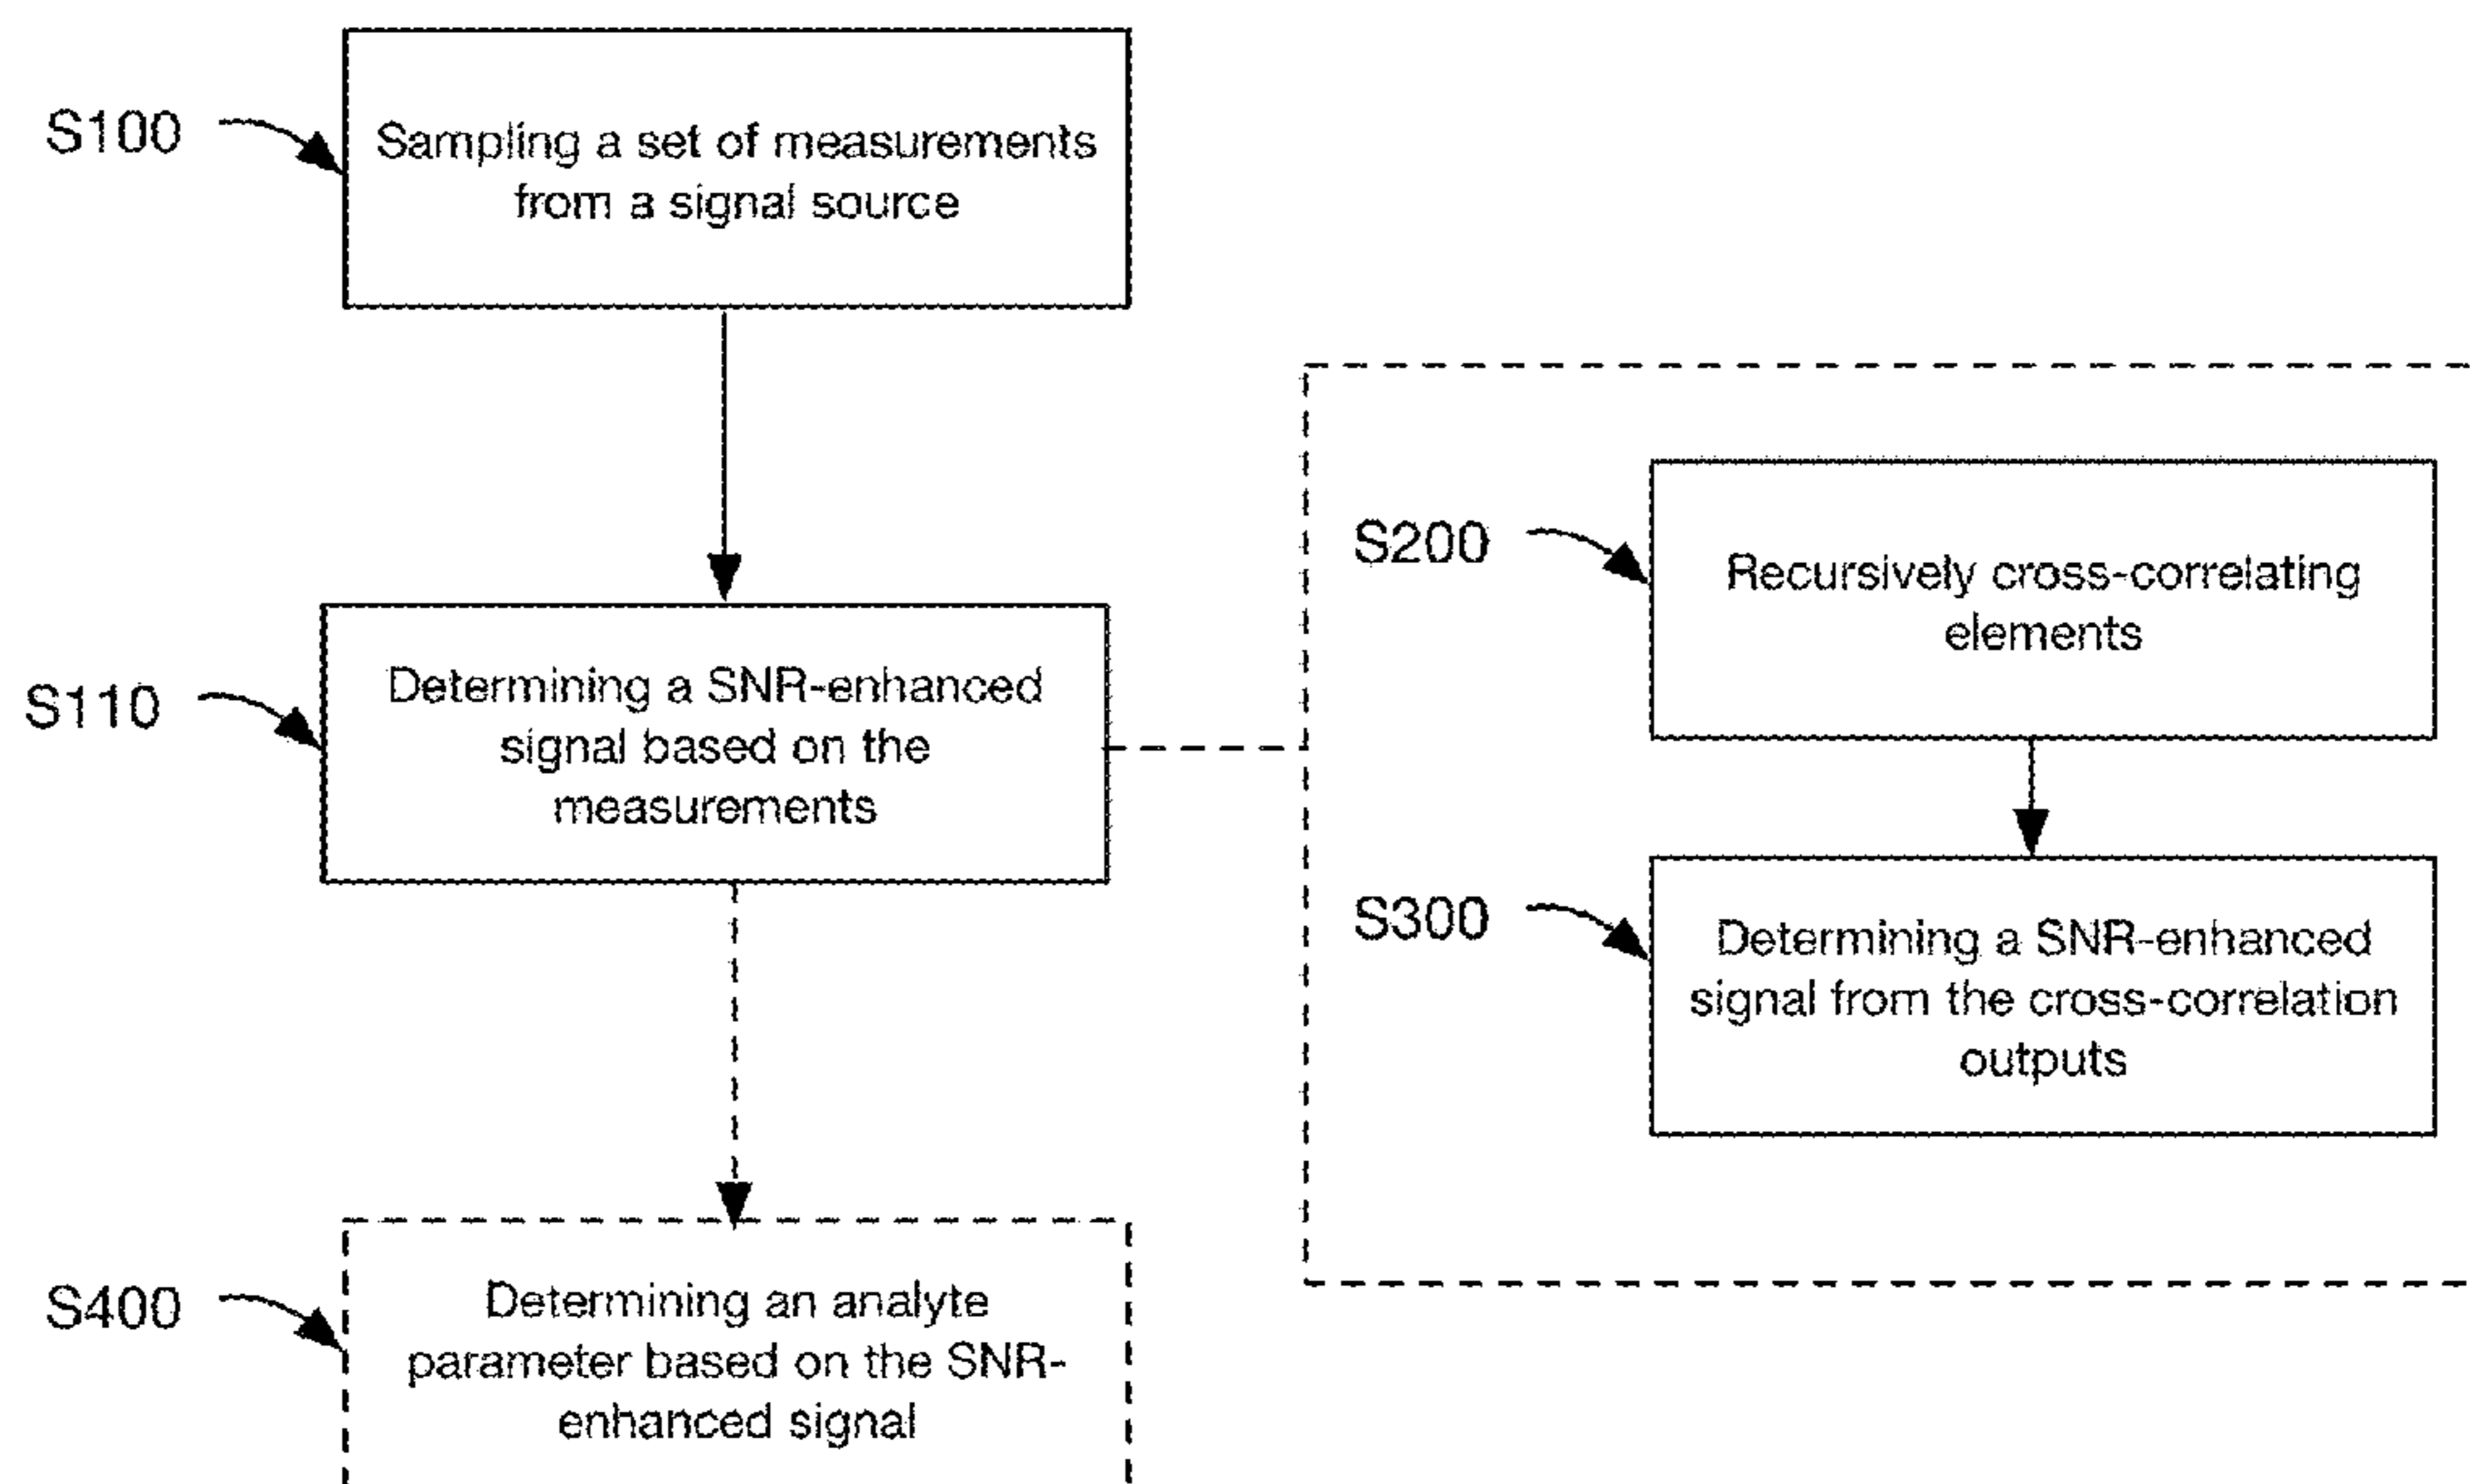 S100
Sampling a set of measurements
from a signal source
S110
Determining a SNR-enhanced
signal based on the
measurements
S200
Recursively cross-correlating
elements
S300
Determining a SNR-enhanced
signal from the cross-correlation
outputs
S400
Determining an analyte
parameter based on the SNR-
enhanced signal